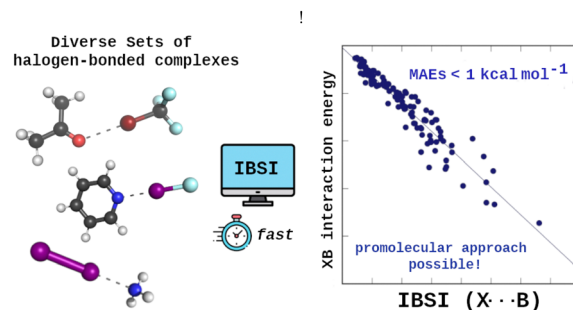 !
Diverse Sets of
halogen-bonded complexes
IBSI
fast
XB interaction energy
MAEs < 1 kcal mol⁻¹
promolecular approach
possible!
IBSI (X···B)